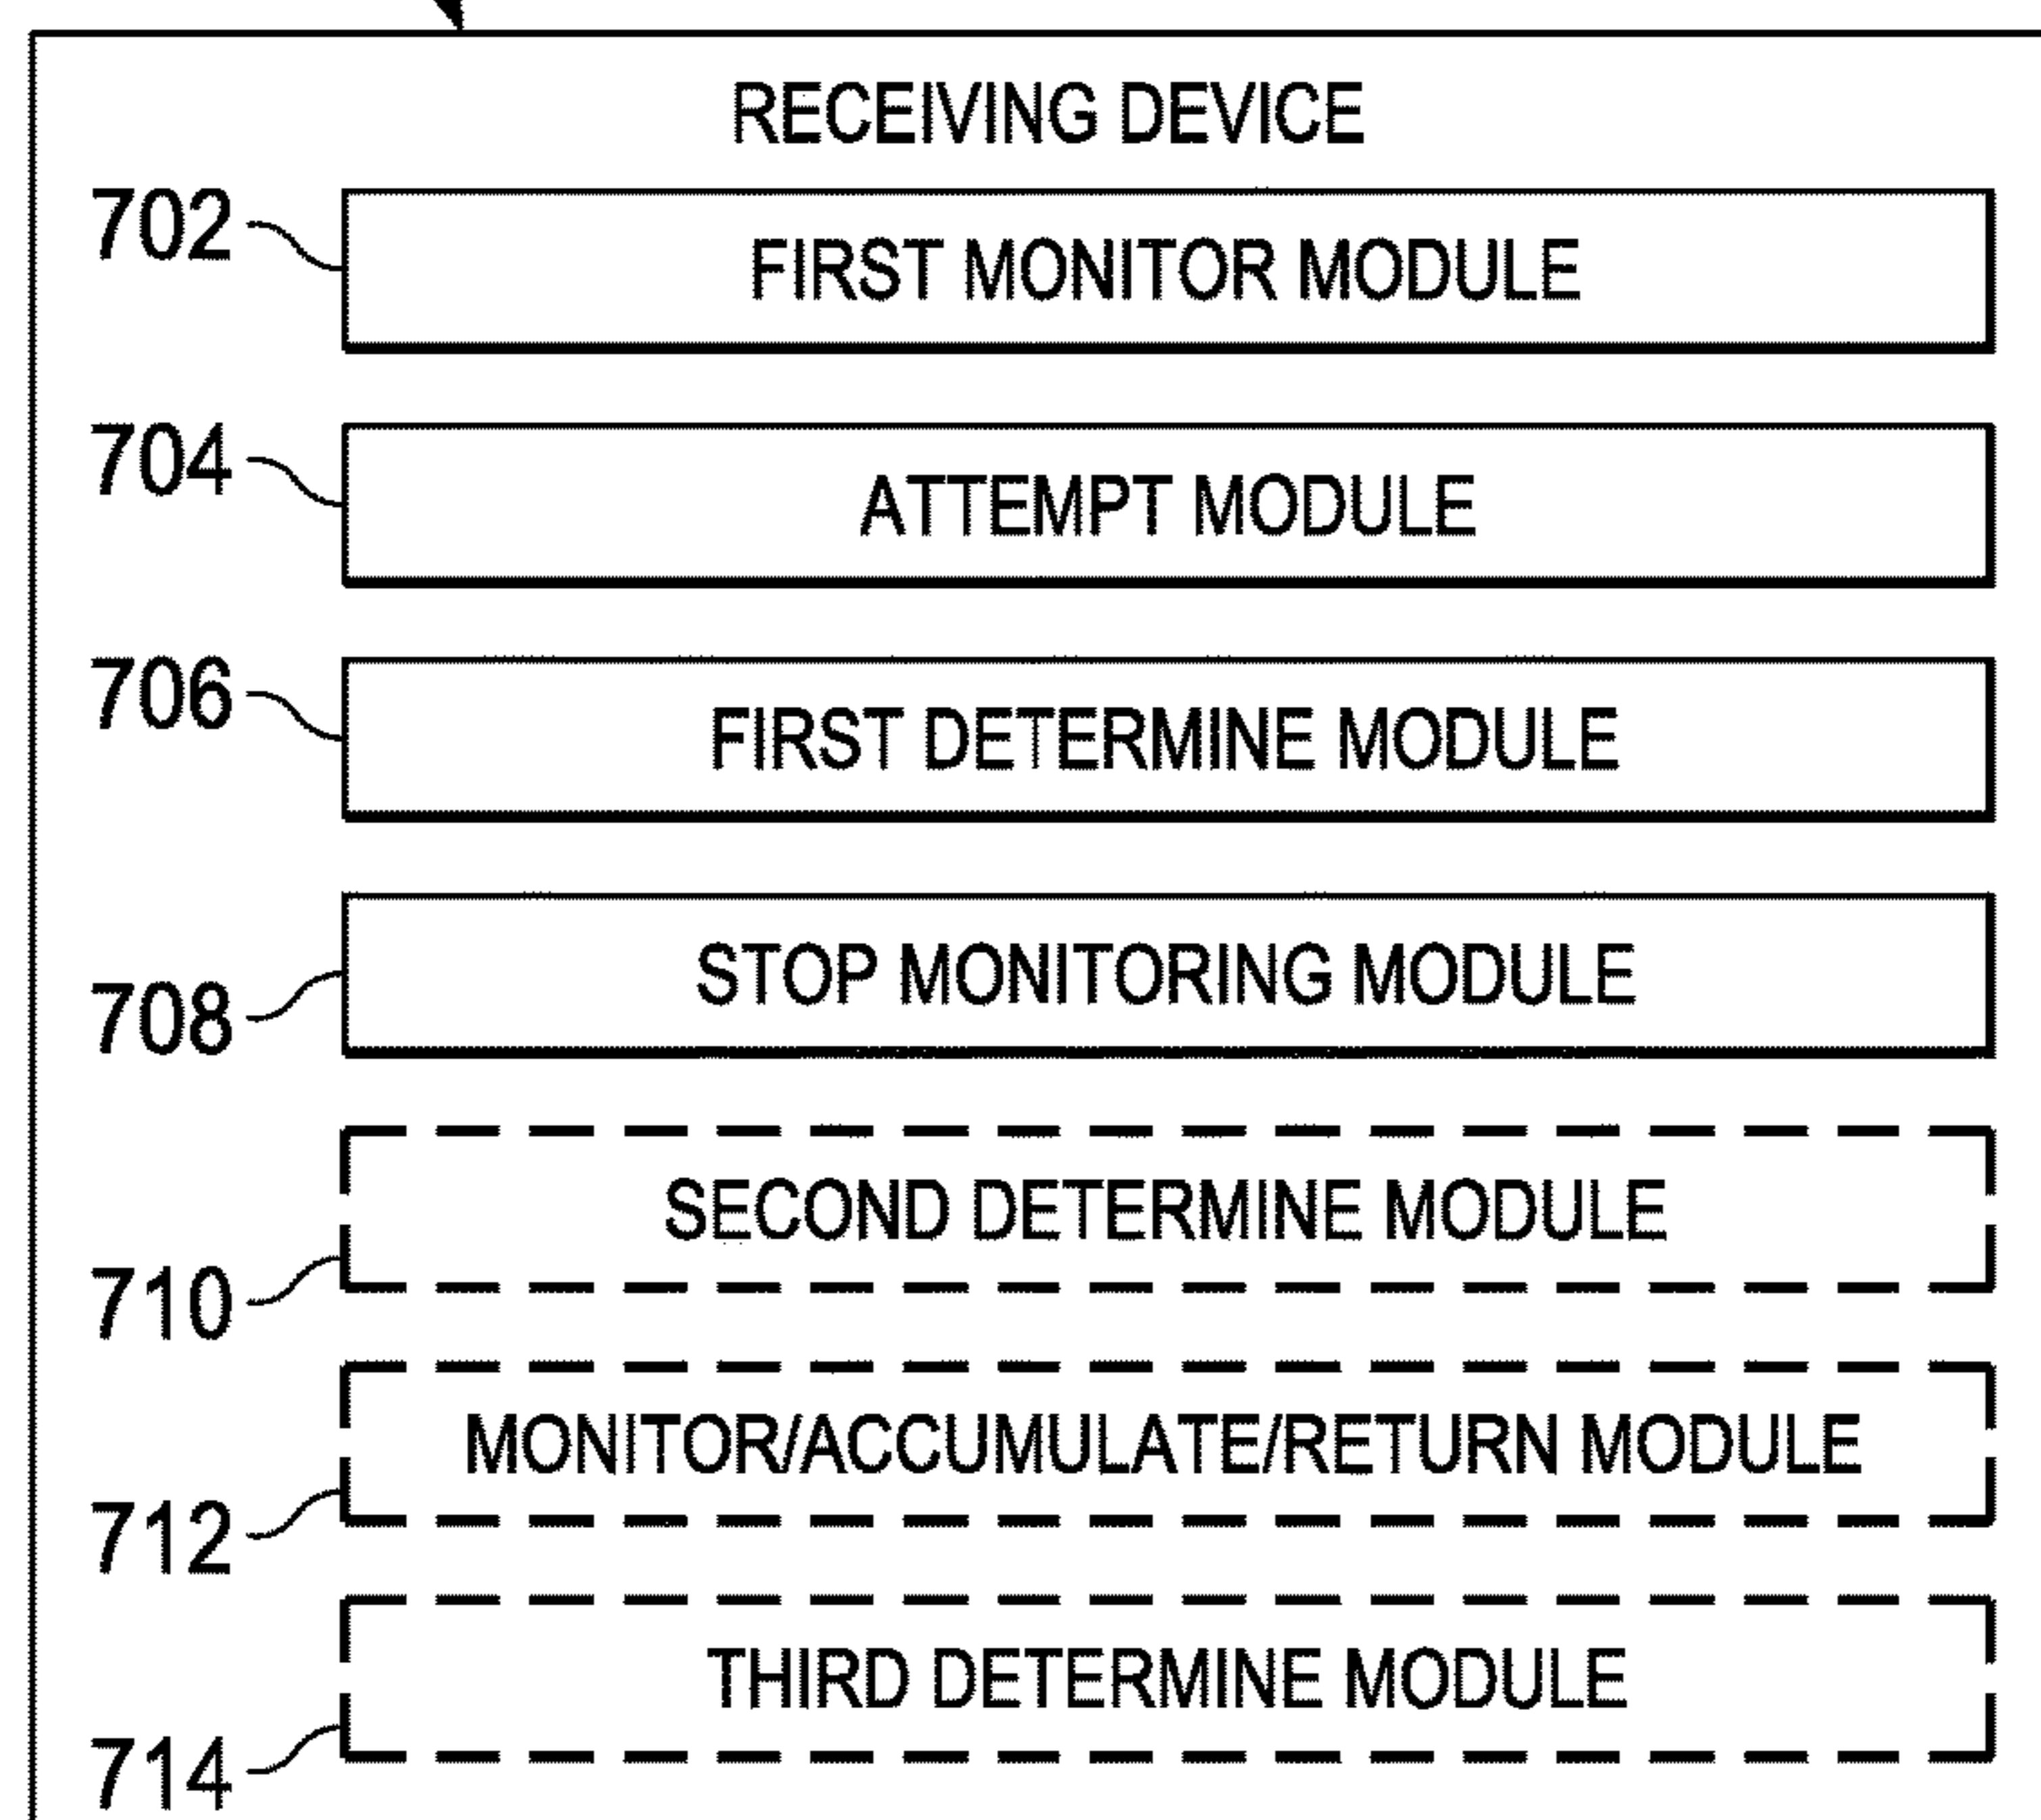 RECEIVING DEVICE
702 FIRST MONITOR MODULE
704 ATTEMPT MODULE
706 FIRST DETERMINE MODULE
708 STOP MONITORING MODULE
710 SECOND DETERMINE MODULE
712 MONITOR/ACCUMULATE/RETURN MODULE
714 THIRD DETERMINE MODULE